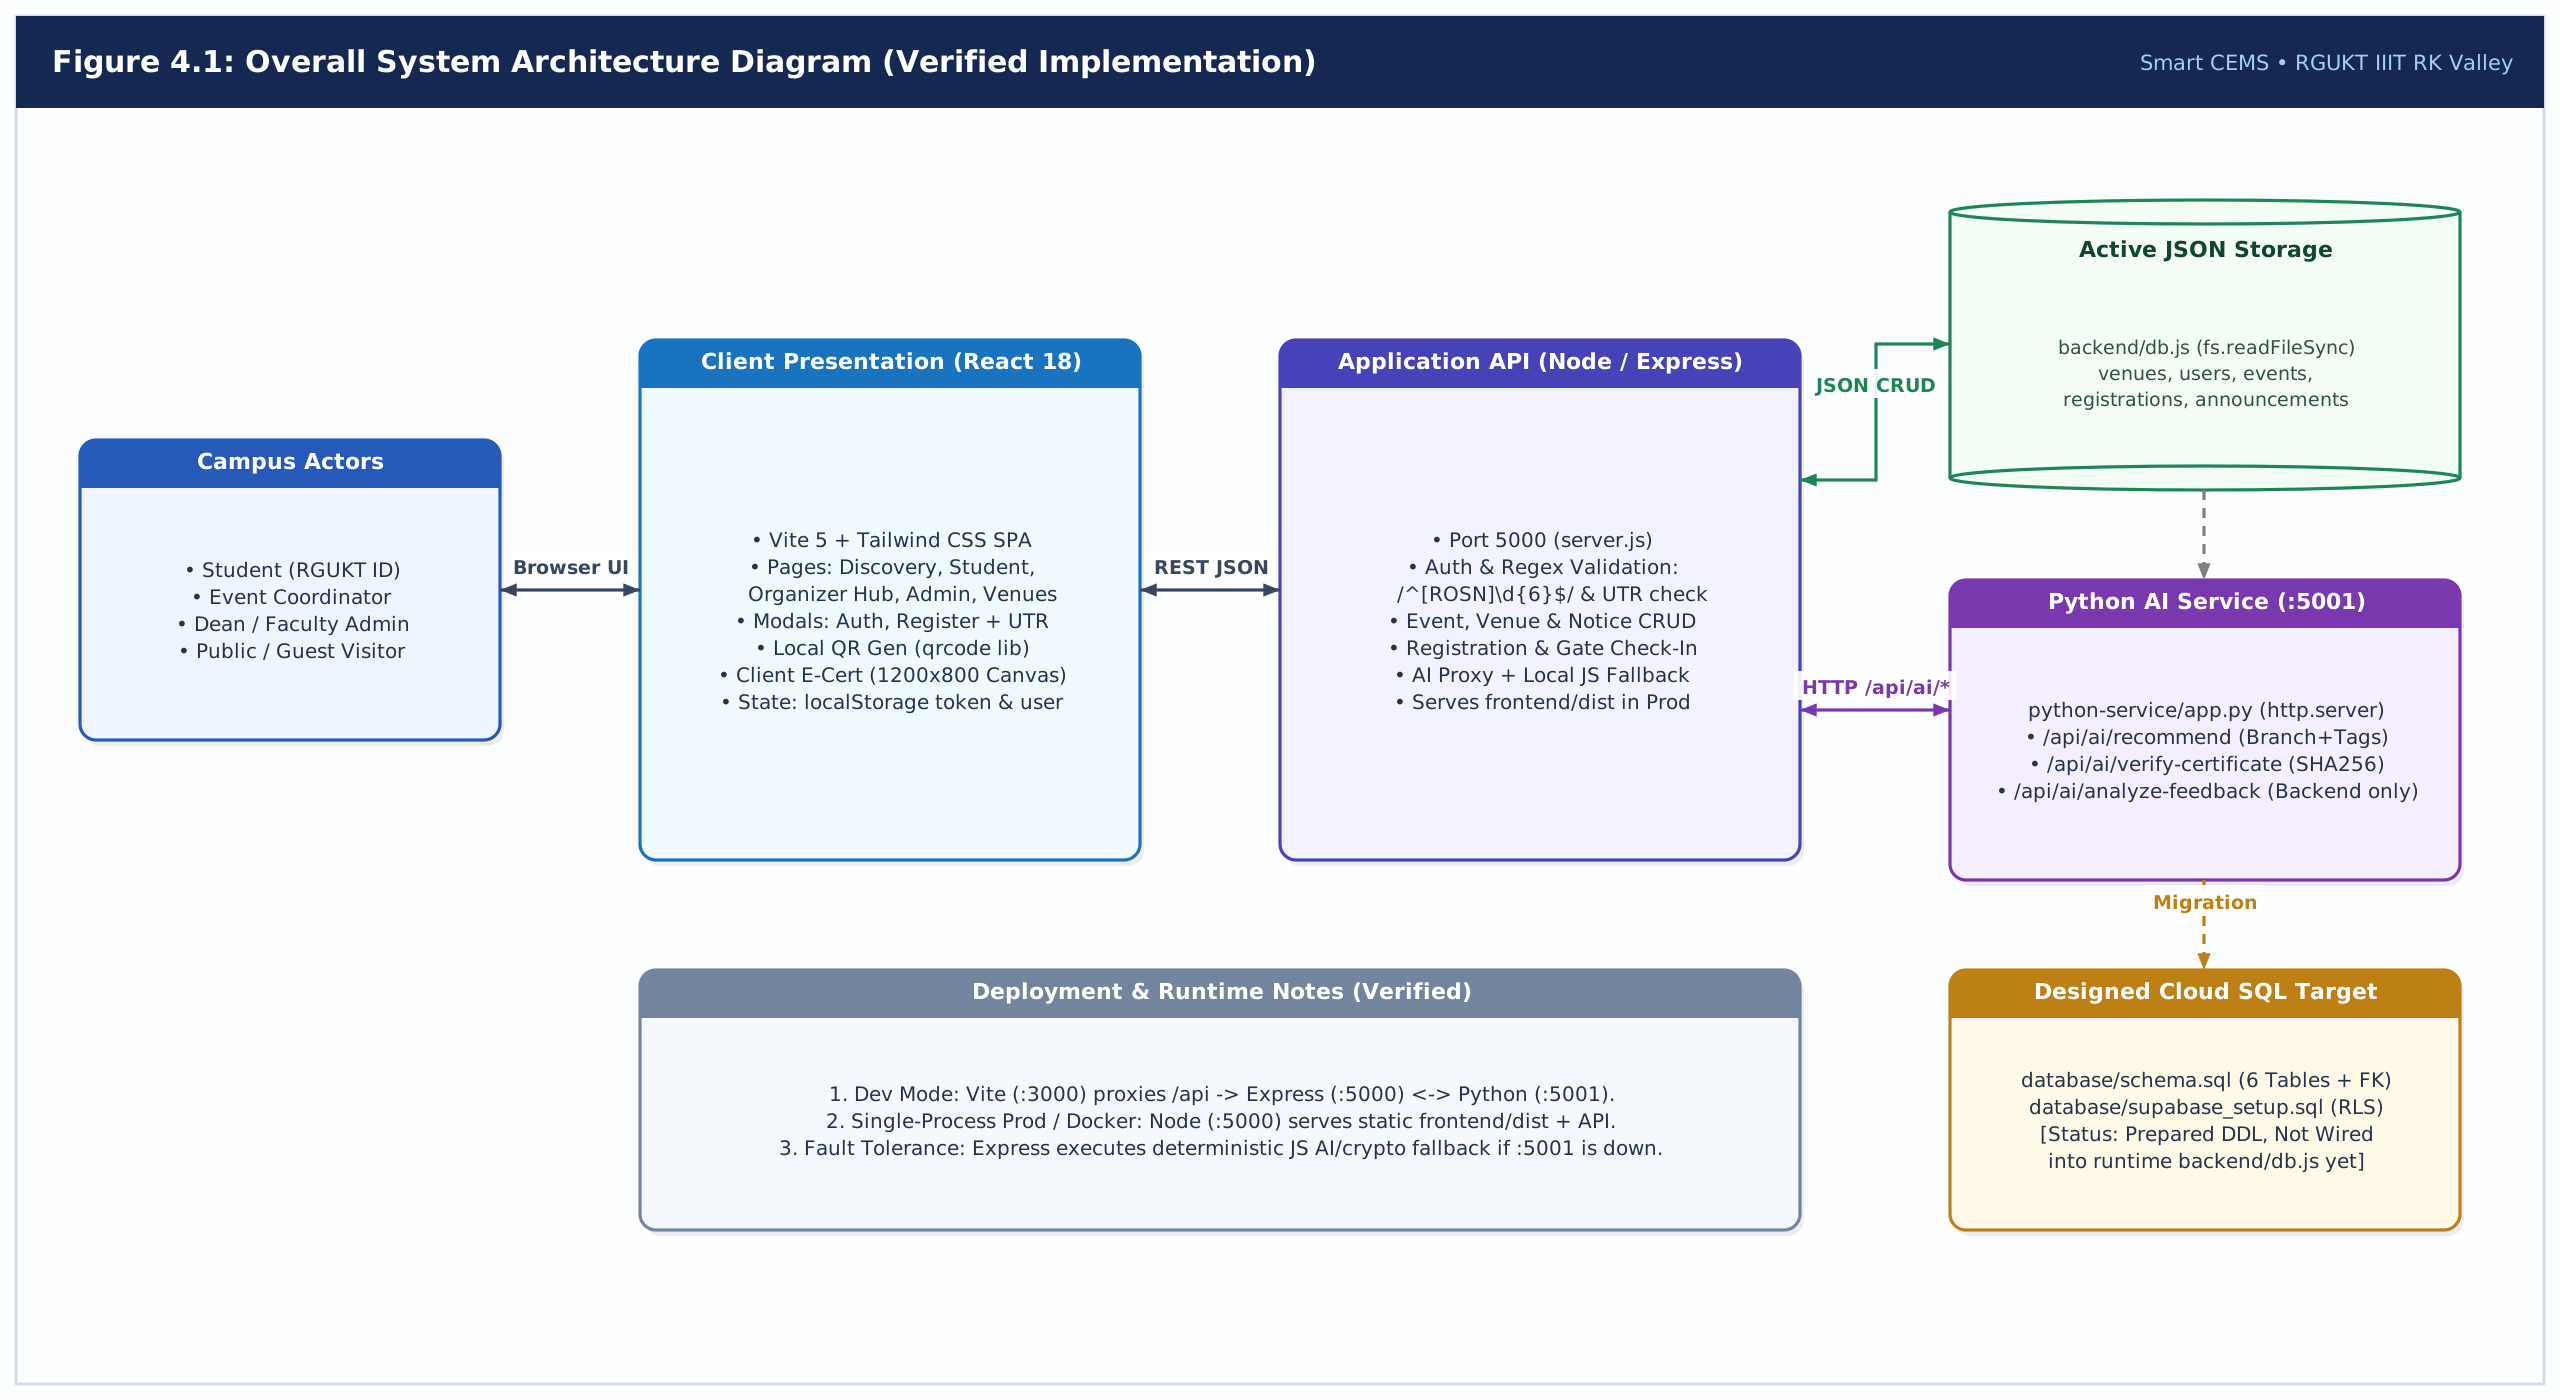 Figure 4.1: Overall System Architecture Diagram (Verified Implementation)
Smart CEMS • RGUKT IIIT RK Valley
Campus Actors
• Student (RGUKT ID)
• Event Coordinator
• Dean / Faculty Admin
• Public / Guest Visitor
Browser UI
Client Presentation (React 18)
• Vite 5 + Tailwind CSS SPA
• Pages: Discovery, Student,
Organizer Hub, Admin, Venues
• Modals: Auth, Register + UTR
• Local QR Gen (qrcode lib)
• Client E-Cert (1200x800 Canvas)
• State: localStorage token & user
REST JSON
Application API (Node / Express)
• Port 5000 (server.js)
• Auth & Regex Validation:
/^[ROSN]\d{6}$/ & UTR check
• Event, Venue & Notice CRUD
• Registration & Gate Check-In
• AI Proxy + Local JS Fallback
• Serves frontend/dist in Prod
JSON CRUD
Active JSON Storage
backend/db.js (fs.readFileSync)
venues, users, events,
registrations, announcements
HTTP /api/ai/*
Python AI Service (:5001)
python-service/app.py (http.server)
• /api/ai/recommend (Branch+Tags)
• /api/ai/verify-certificate (SHA256)
• /api/ai/analyze-feedback (Backend only)
Migration
Designed Cloud SQL Target
database/schema.sql (6 Tables + FK)
database/supabase_setup.sql (RLS)
[Status: Prepared DDL, Not Wired
into runtime backend/db.js yet]
Deployment & Runtime Notes (Verified)
1. Dev Mode: Vite (:3000) proxies /api -> Express (:5000) <-> Python (:5001).
2. Single-Process Prod / Docker: Node (:5000) serves static frontend/dist + API.
3. Fault Tolerance: Express executes deterministic JS AI/crypto fallback if :5001 is down.